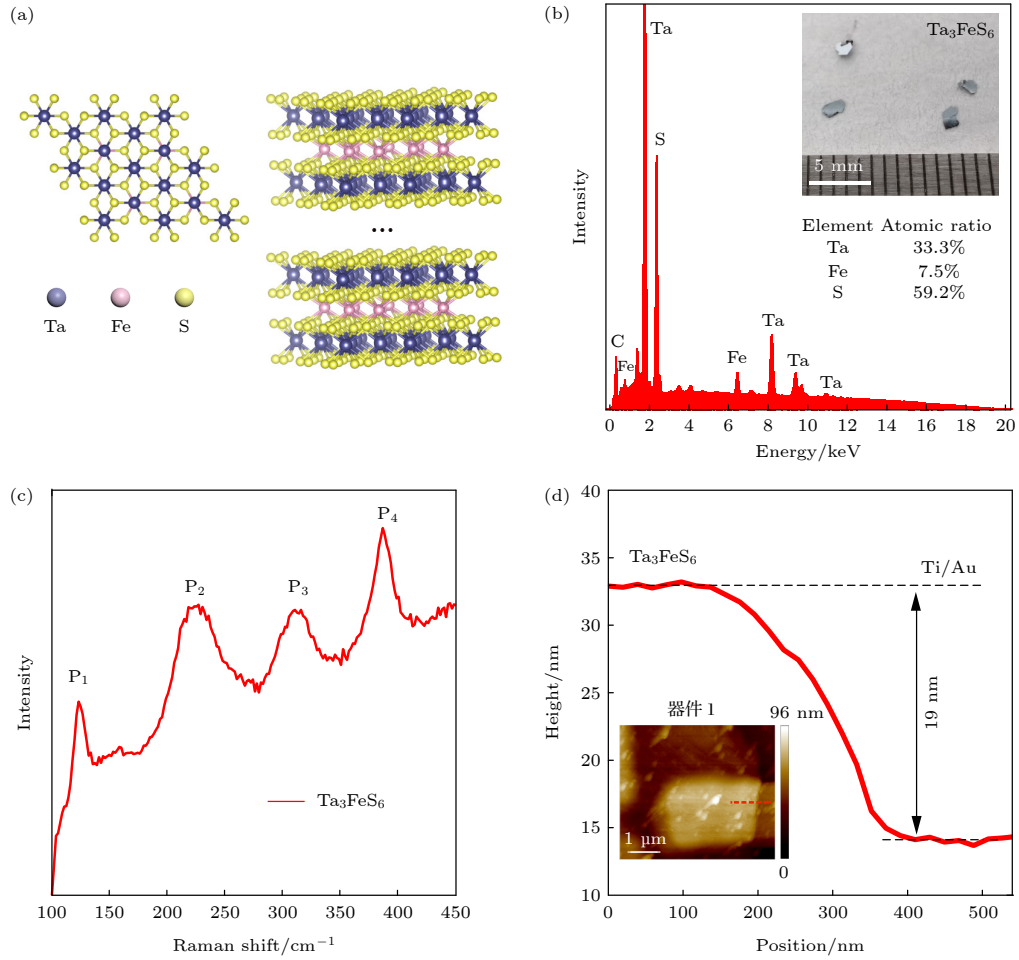 (a)
Ta Fe S
(b)
Intensity
Ta
S
C
Fe
Fe
Ta
Ta
Ta
Ta₃FeS₆
5 mm
Element Atomic ratio
Ta 33.3%
Fe 7.5%
S 59.2%
0 2 4 6 8 10 12 14 16 18 20
Energy/keV
(c)
Intensity
P₁
P₂
P₃
P₄
Ta₃FeS₆
100 150 200 250 300 350 400 450
Raman shift/cm⁻¹
(d)
Height/nm
40
35
30
25
20
15
10
Ta₃FeS₆
Ti/Au
19 nm
器件 1
96 nm
0
1 μm
0 100 200 300 400 500
Position/nm